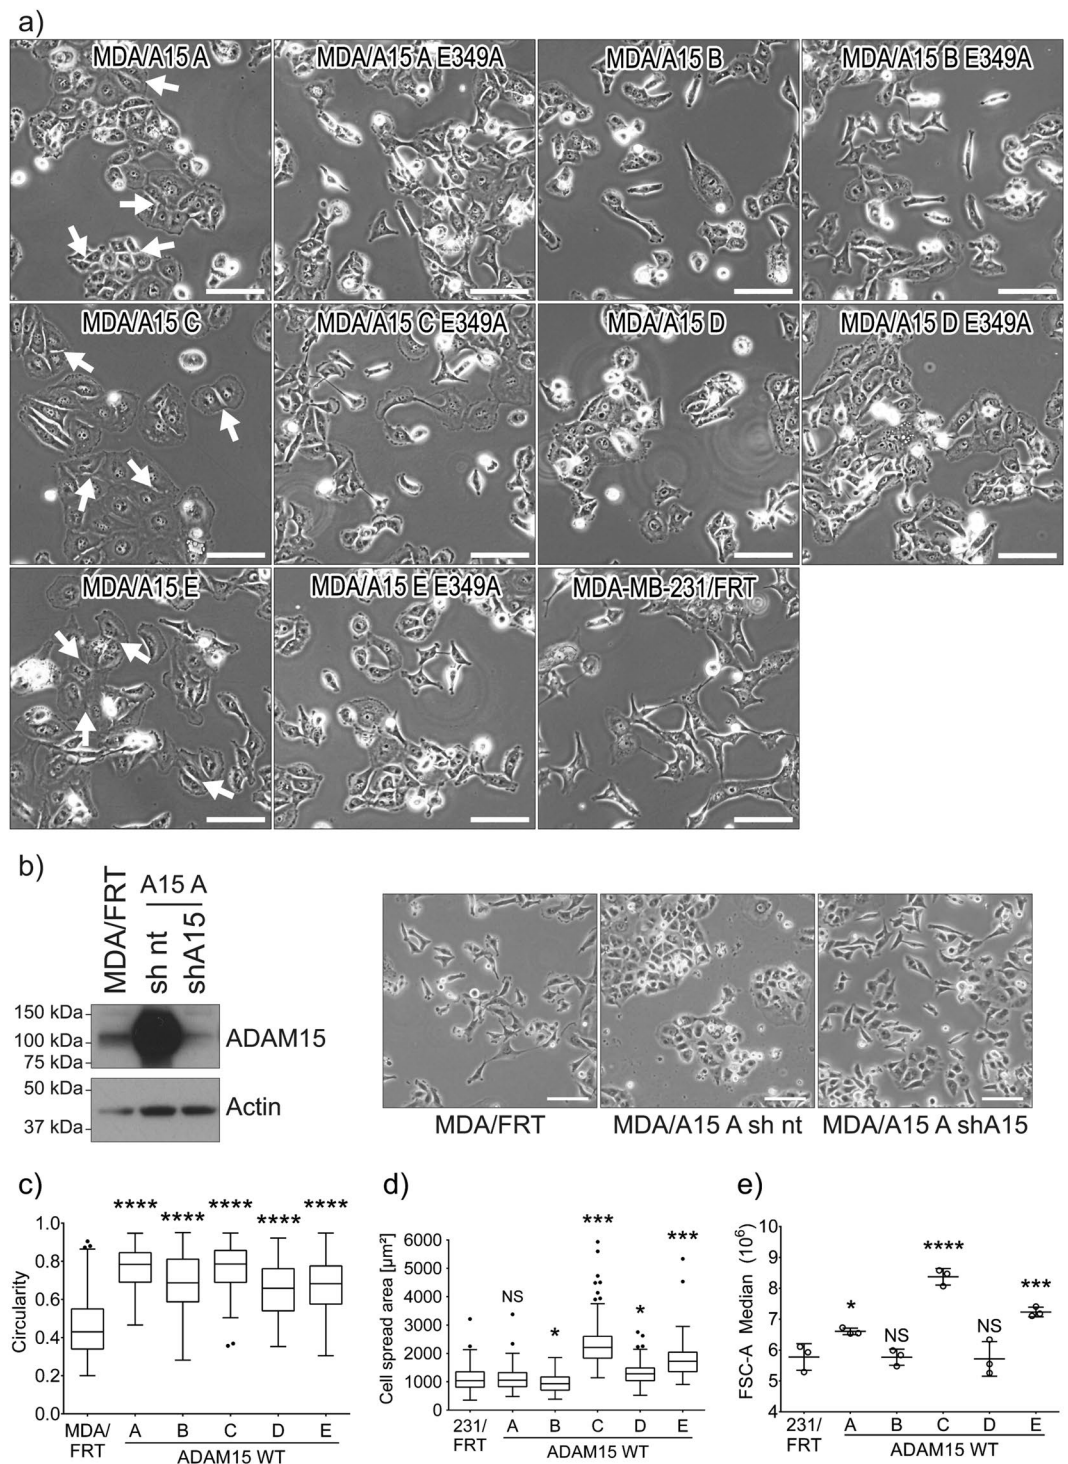 a)
MDA/A15 A
MDA/A15 A E349A
MDA/A15 B
MDA/A15 B E349A
MDA/A15 C
MDA/A15 C E349A
MDA/A15 D
MDA/A15 D E349A
MDA/A15 E
MDA/A15 E E349A
MDA-MB-231/FRT
b)
MDA/FRT
A15 A
sh nt
shA15
150 kDa
100 kDa
75 kDa
ADAM15
50 kDa
37 kDa
Actin
MDA/FRT
MDA/A15 A sh nt
MDA/A15 A shA15
c)
**** **** **** **** ****
Circularity
1.0
0.8
0.6
0.4
0.2
0.0
MDA/
FRT
A B C D E
ADAM15 WT
d)
NS * *** * ***
Cell spread area [µm²]
6000
5000
4000
3000
2000
1000
0
231/
FRT
A B C D E
ADAM15 WT
e)
* NS **** NS ***
FSC-A Median (10⁶)
10
9
8
7
6
5
4
231/
FRT
A B C D E
ADAM15 WT